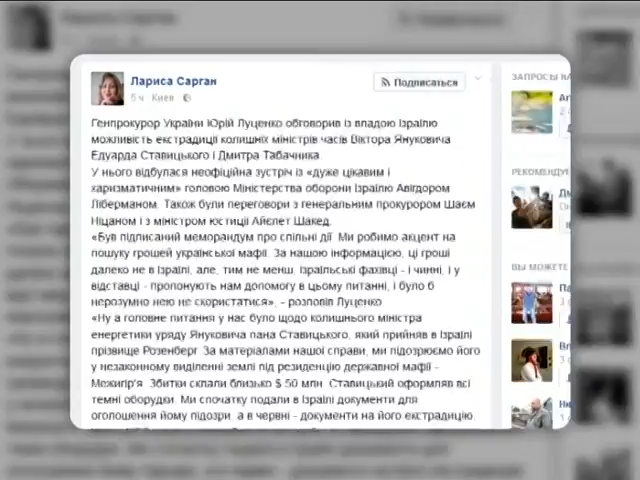 Лариса Сарган
Подписаться
5 ч · Киев
Генпрокурор України Юрій Луценко обговорив із владою Ізраїлю
можливість екстрадиції колишніх міністрів часів Віктора Януковича
Едуарда Ставицького і Дмитра Табачника.
У нього відбулася неофіційна зустріч із «дуже цікавим і
харизматичним» головою Міністерства оборони Ізраїлю Авігдором
Ліберманом. Також були переговори з генеральним прокурором Шаєм
Ніцаном і з міністром юстиції Айєлет Шакед.
«Був підписаний меморандум про спільні дії. Ми робимо акцент на
пошуку грошей української мафії. За нашою інформацією, ці гроші
далеко не в Ізраїлі, але, тим не менш, ізраїльські фахівці - і чинні, і у
відставці - пропонують нам допомогу в цьому питанні, і було б
нерозумно нею не скористатися», - розповів Луценко
«Ну а головне питання у нас було щодо колишнього міністра
енергетики уряду Януковича пана Ставицького, який прийняв в Ізраїлі
прізвище Розенберг. За матеріалами нашої справи, ми підозрюємо його
у незаконному виділенні землі під резиденцію державної мафії -
Межигір'я. Збитки склали близько $ 50 млн. Ставицький оформляв всі
темні оборудки. Ми спочатку подали в Ізраїлі документи для
оголошення йому підозри, а в червні - документи на його екстрадицію
ЗАПРОСЫ НА
РЕКОМЕНДУЕ
ВЫ МОЖЕТЕ